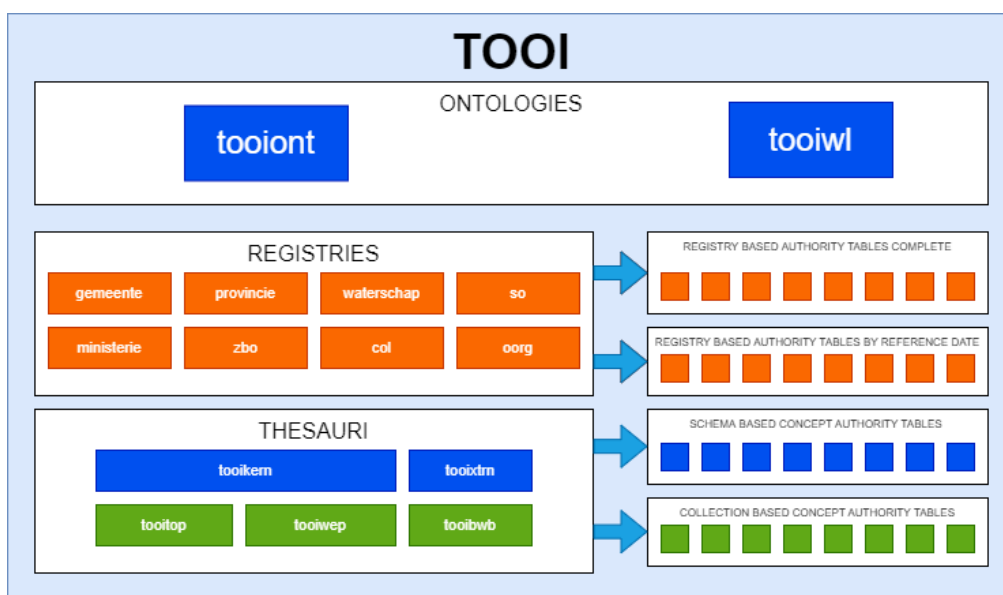 TOOI
ONTOLOGIES
tooiont
tooiwl
REGISTRIES
gemeente provincie waterschap so
ministerie zbo col oorg
REGISTRY BASED AUTHORITY TABLES COMPLETE
REGISTRY BASED AUTHORITY TABLES BY REFERENCE DATE
THESAURI
tooikern tooixtrn
tooitop tooiwep tooibwb
SCHEMA BASED CONCEPT AUTHORITY TABLES
COLLECTION BASED CONCEPT AUTHORITY TABLES